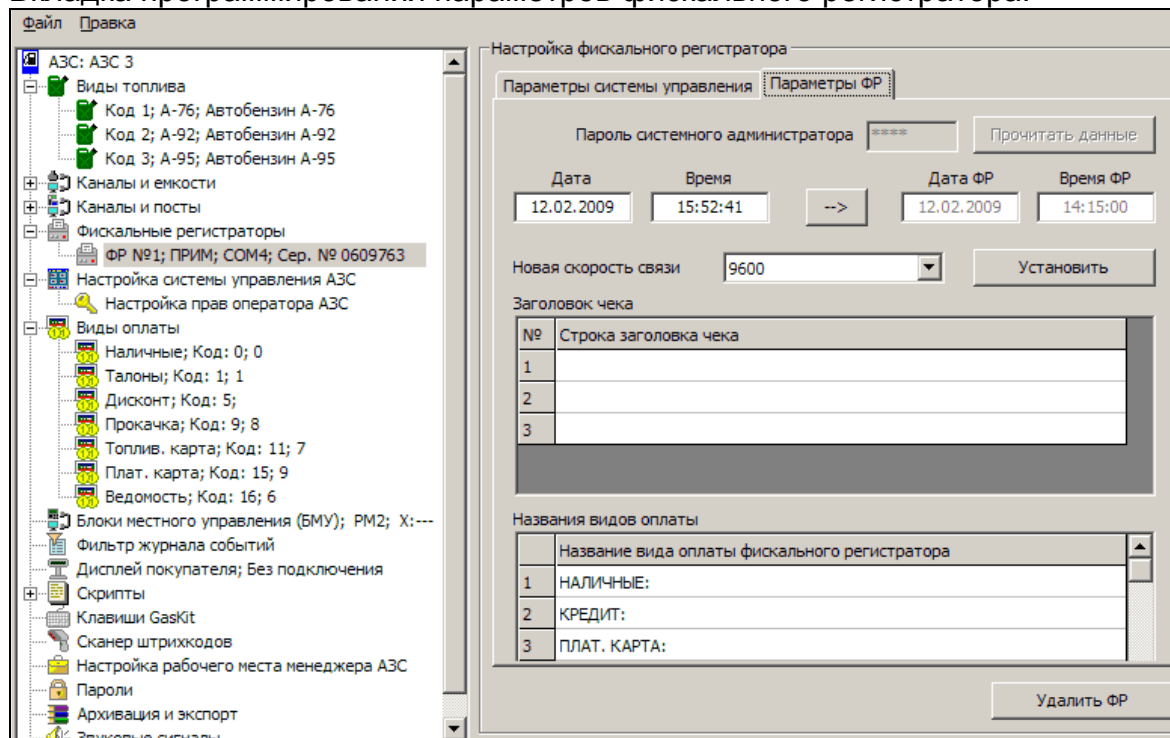 Вкладка программирования параметров фискального регистратора.
Файл Правка
АЗС: АЗС 3
Виды топлива
Код 1; А-76; Автобензин А-76
Код 2; А-92; Автобензин А-92
Код 3; А-95; Автобензин А-95
Каналы и емкости
Каналы и посты
Фискальные регистраторы
ФР №1; ПРИМ; COM4; Сер. № 0609763
Настройка системы управления АЗС
Настройка прав оператора АЗС
Виды оплаты
Наличные; Код: 0; 0
Талоны; Код: 1; 1
Дисконт; Код: 5;
Прокачка; Код: 9; 8
Топлив. карта; Код: 11; 7
Плат. карта; Код: 15; 9
Ведомость; Код: 16; 6
Блоки местного управления (БМУ); РМ2; X:---
Фильтр журнала событий
Дисплей покупателя; Без подключения
Скрипты
Клавиши GasKit
Сканер штрихкодов
Настройка рабочего места менеджера АЗС
Пароли
Архивация и экспорт
Звуковые сигналы
Настройка фискального регистратора
Параметры системы управления Параметры ФР
Пароль системного администратора **** Прочитать данные
Дата Время Дата ФР Время ФР
12.02.2009 15:52:41 --> 12.02.2009 14:15:00
Новая скорость связи 9600 Установить
Заголовок чека
№ Строка заголовка чека
1
2
3
Названия видов оплаты
Название вида оплаты фискального регистратора
1 НАЛИЧНЫЕ:
2 КРЕДИТ:
3 ПЛАТ. КАРТА:
Удалить ФР